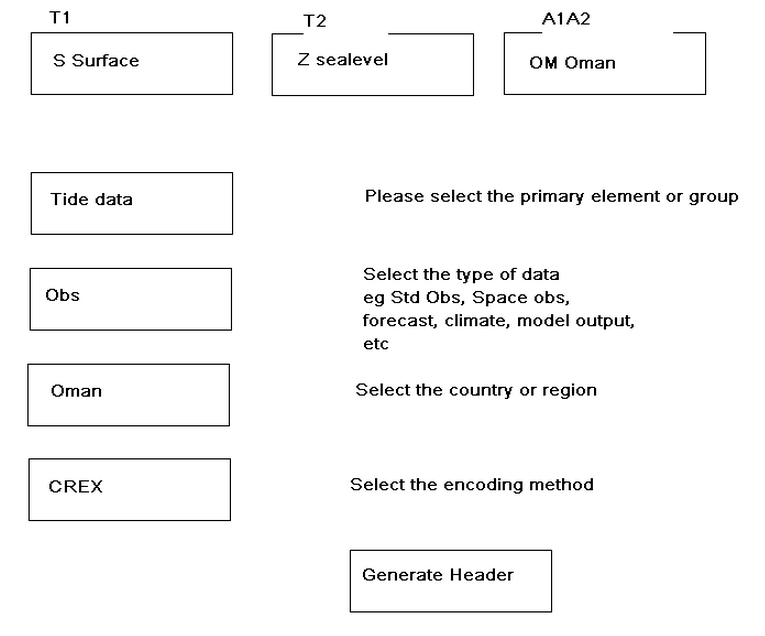 T1
T2
A1A2
S Surface
Z sealevel
OM Oman
Tide data
Please select the primary element or group
Obs
Select the type of data
eg Std Obs, Space obs,
forecast, climate, model output,
etc
Oman
Select the country or region
CREX
Select the encoding method
Generate Header